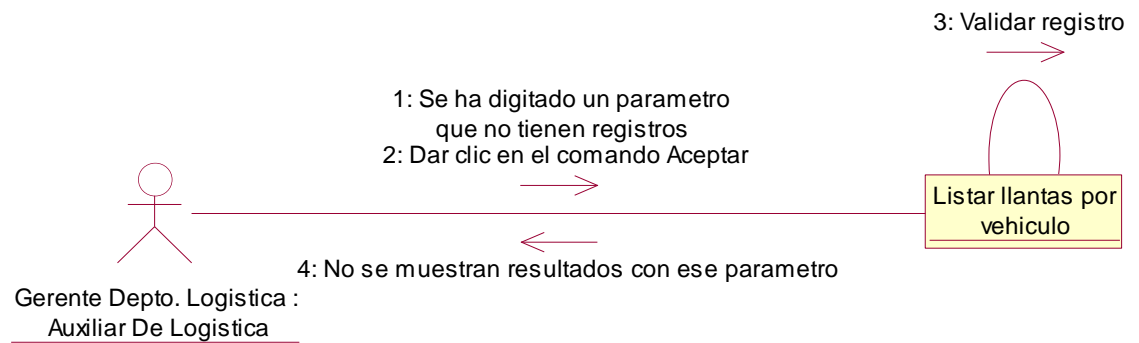 3: Validar registro
1: Se ha digitado un parametro
que no tienen registros
2: Dar clic en el comando Aceptar
Listar llantas por
vehiculo
4: No se muestran resultados con ese parametro
Gerente Depto. Logistica :
Auxiliar De Logistica